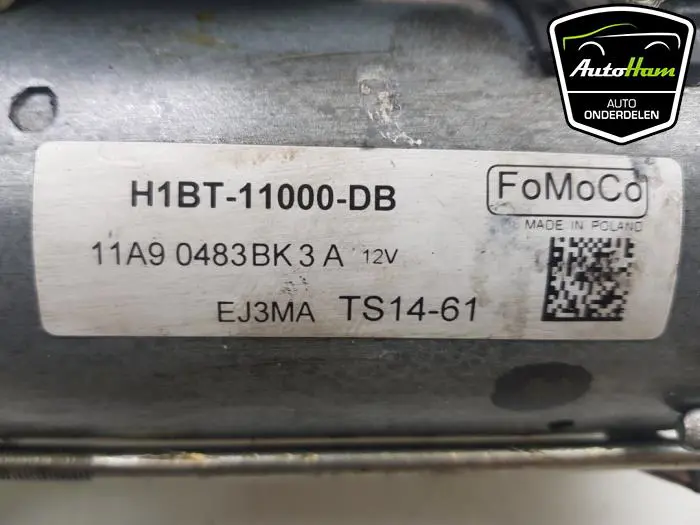 AutoHam
AUTO
ONDERDELEN
H1BT-11000-DB
FoMoCo
MADE IN POLAND
11A9 0483BK 3 A 12V
EJ3MA TS14-61